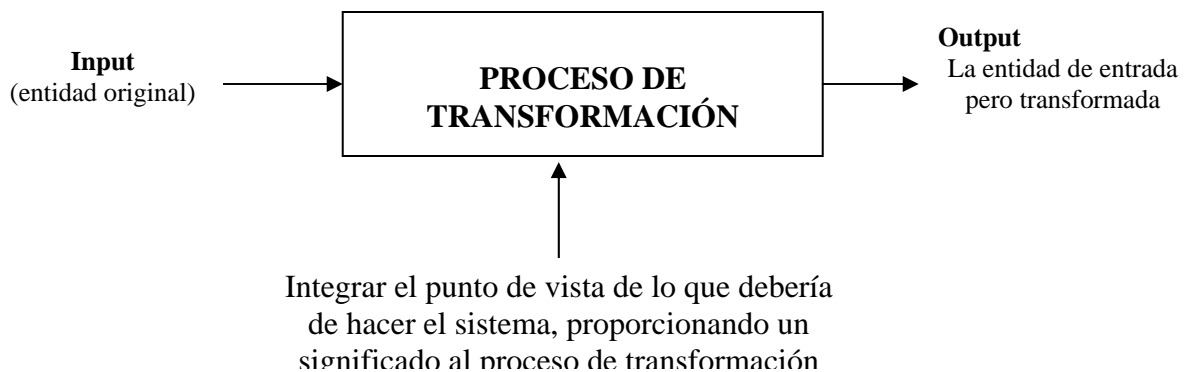 Input
(entidad original)
PROCESO DE
TRANSFORMACIÓN
Output
La entidad de entrada
pero transformada
Integrar el punto de vista de lo que debería
de hacer el sistema, proporcionando un
significado al proceso de transformación